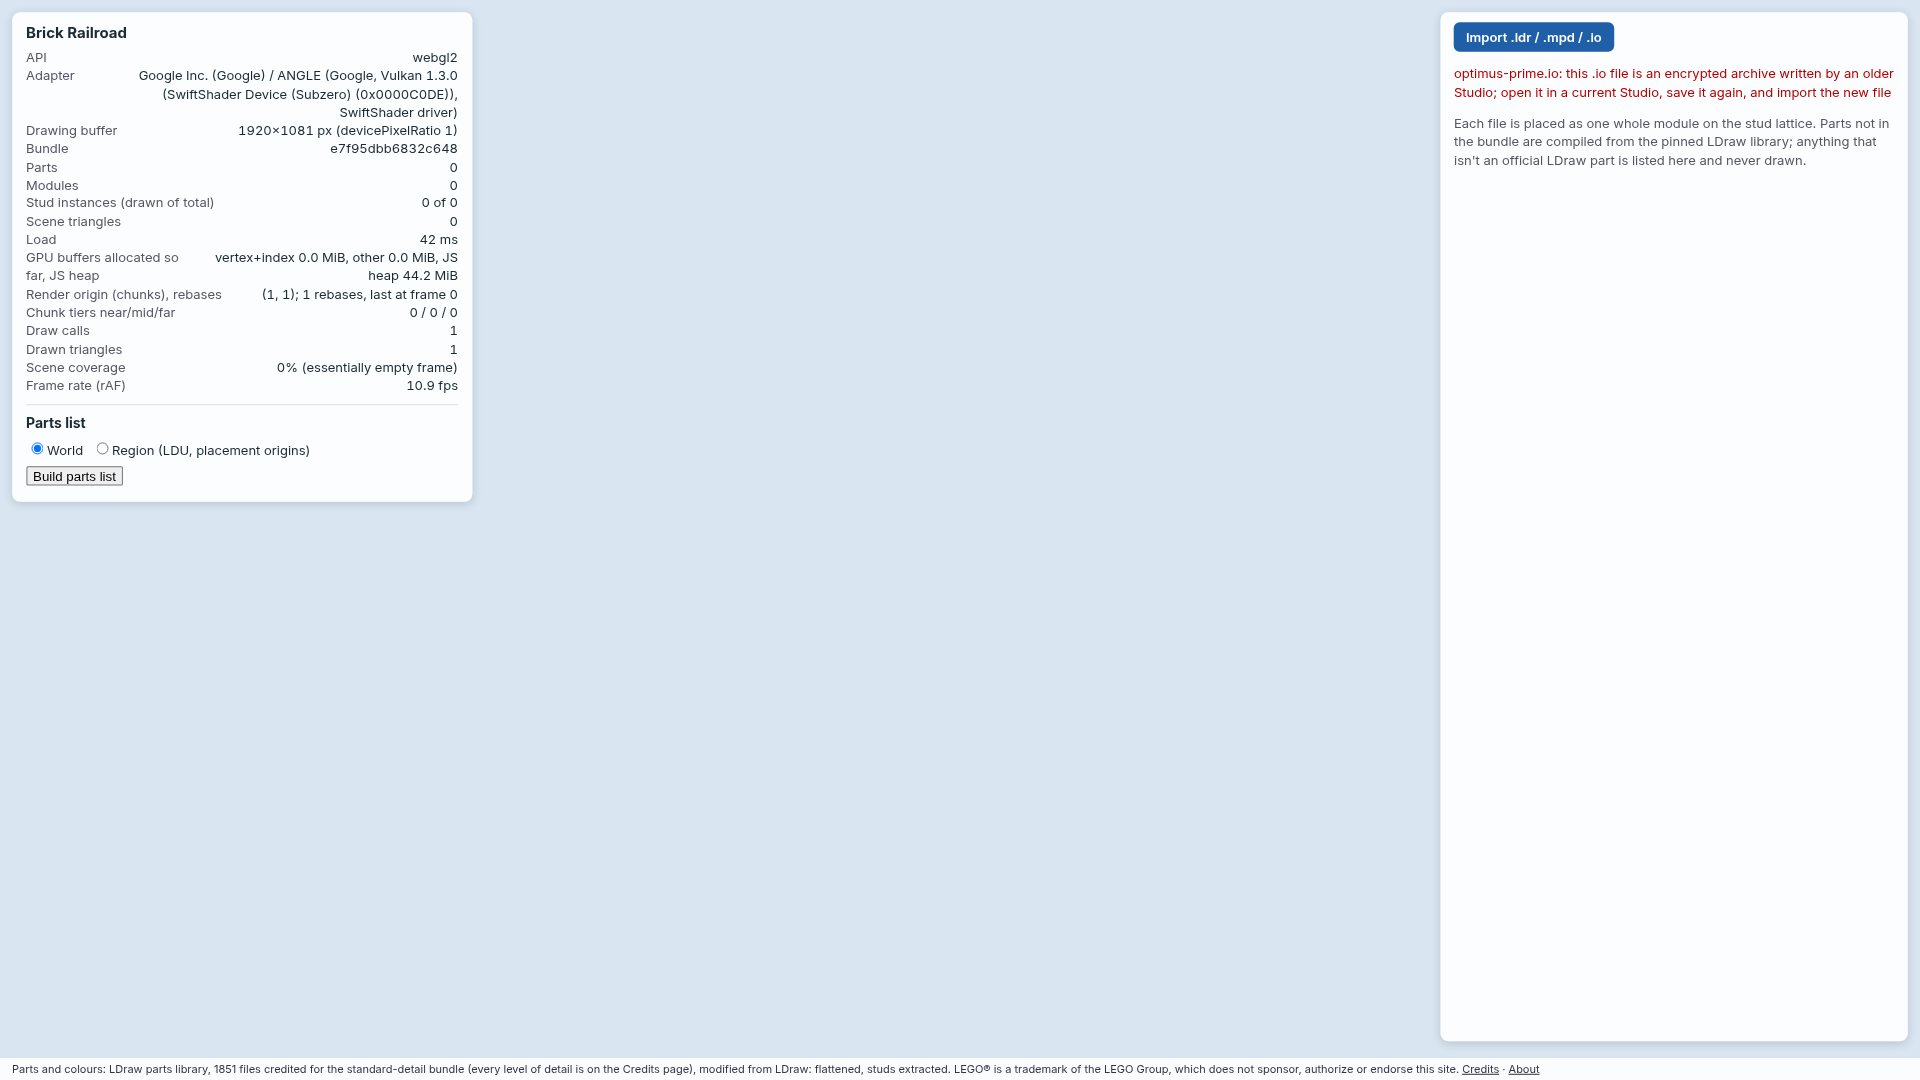 Brick Railroad
API webgl2
Adapter Google Inc. (Google) / ANGLE (Google, Vulkan 1.3.0
(SwiftShader Device (Subzero) (0x0000C0DE)),
SwiftShader driver)
Drawing buffer 1920×1081 px (devicePixelRatio 1)
Bundle e7f95dbb6832c648
Parts 0
Modules 0
Stud instances (drawn of total) 0 of 0
Scene triangles 0
Load 42 ms
GPU buffers allocated so vertex+index 0.0 MiB, other 0.0 MiB, JS
far, JS heap heap 44.2 MiB
Render origin (chunks), rebases (1, 1); 1 rebases, last at frame 0
Chunk tiers near/mid/far 0 / 0 / 0
Draw calls 1
Drawn triangles 1
Scene coverage 0% (essentially empty frame)
Frame rate (rAF) 10.9 fps
Parts list
World Region (LDU, placement origins)
Build parts list
Import .ldr / .mpd / .io
optimus-prime.io: this .io file is an encrypted archive written by an older
Studio; open it in a current Studio, save it again, and import the new file
Each file is placed as one whole module on the stud lattice. Parts not in
the bundle are compiled from the pinned LDraw library; anything that
isn't an official LDraw part is listed here and never drawn.
Parts and colours: LDraw parts library, 1851 files credited for the standard-detail bundle (every level of detail is on the Credits page), modified from LDraw: flattened, studs extracted. LEGO® is a trademark of the LEGO Group, which does not sponsor, authorize or endorse this site. Credits · About